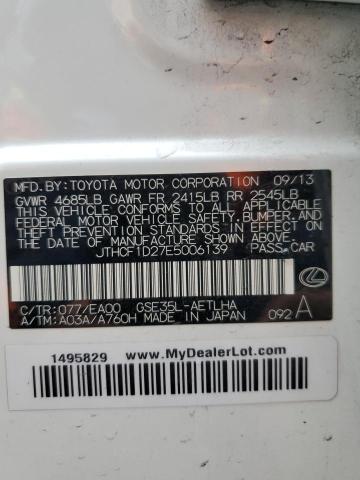 MFD.BY:TOYOTA MOTOR CORPORATION 09/13
GVWR 4685LB GAWR FR 2415LB RR 2545LB
THIS VEHICLE CONFORMS TO ALL APPLICABLE
FEDERAL MOTOR VEHICLE SAFETY,BUMPER,AND
THEFT PREVENTION STANDARDS IN EFFECT ON
THE DATE OF MANUFACTURE SHOWN ABOVE.
JTHCF1D27E5006139 PASS.CAR
C/TR:077/EA00 GSE35L-AETLHA
A/TM:A03A/A760H MADE IN JAPAN 092 A
1495829 www.MyDealerLot.com